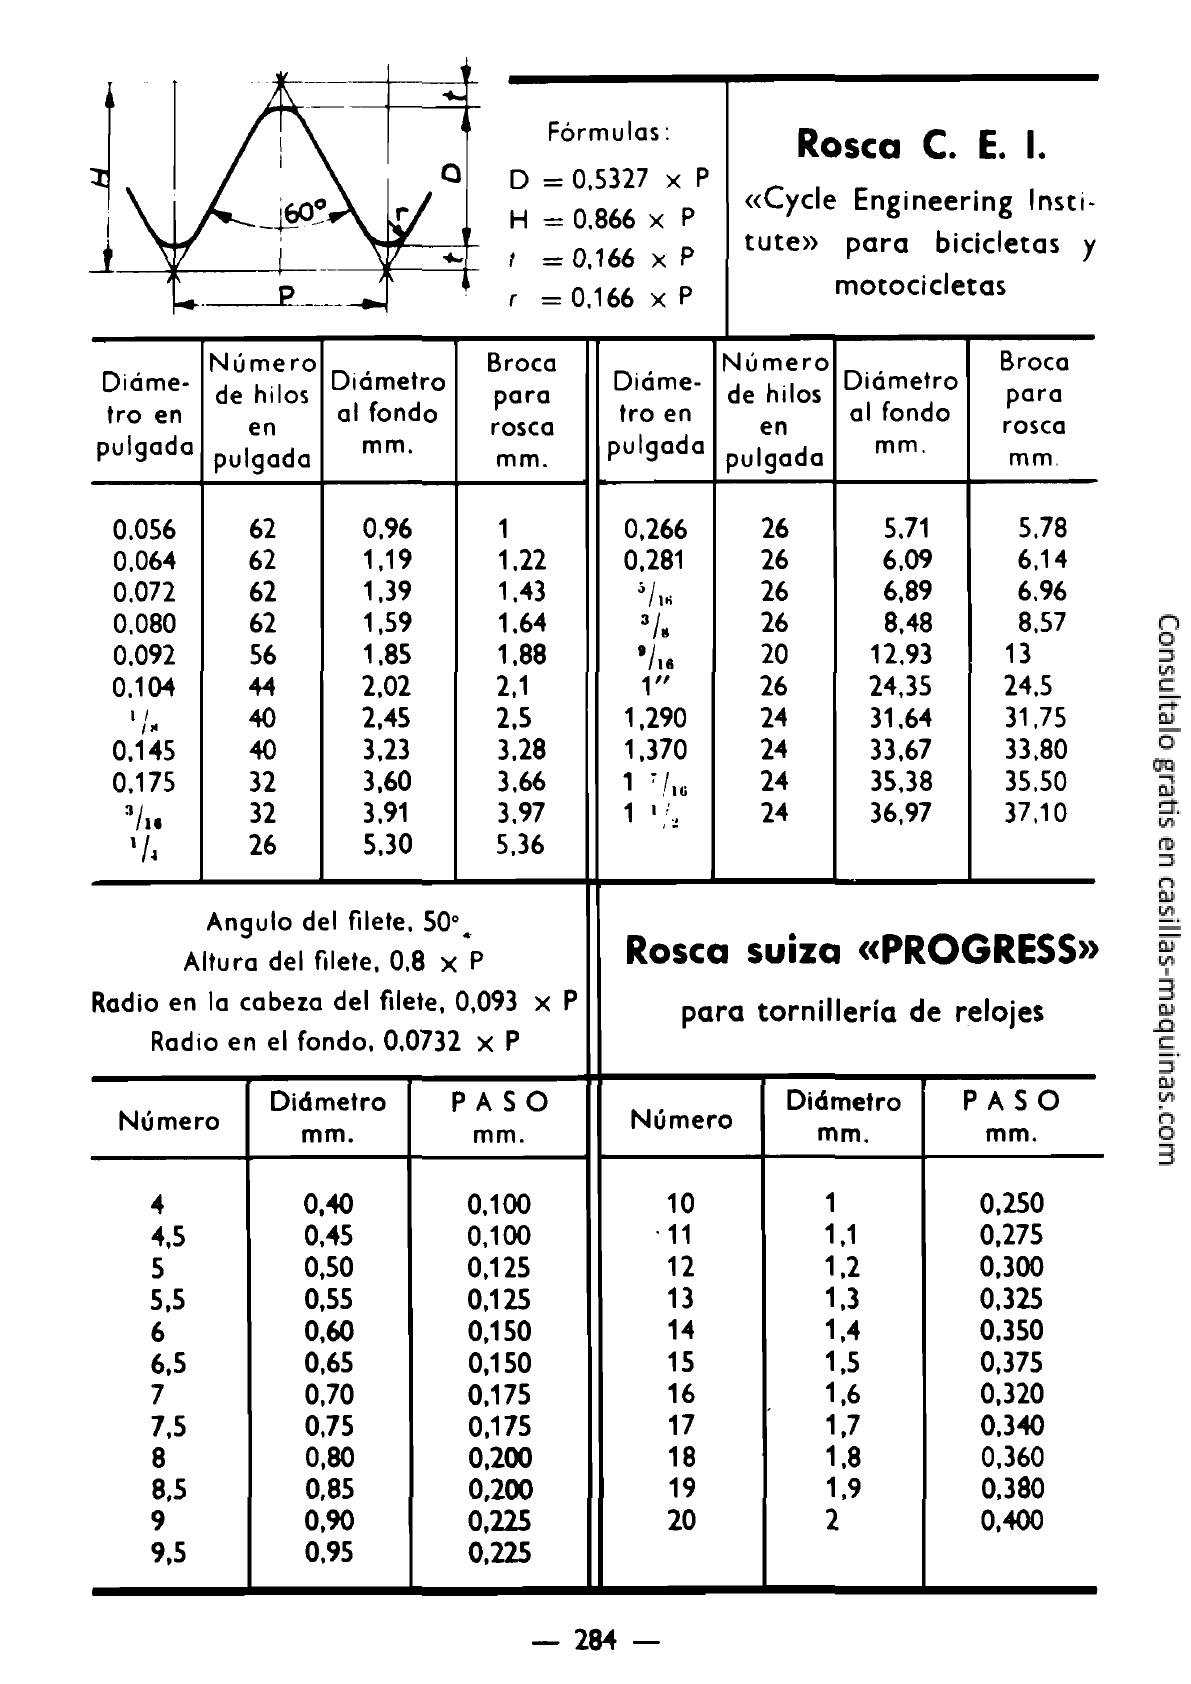 t
H
D
60°
r
t
P
Fórmulas:
D = 0,5327 × P
H = 0,866 × P
t = 0,166 × P
r = 0,166 × P
Rosca C. E. I.
«Cycle Engineering Insti-
tute» para bicicletas y
motocicletas
Diáme-
tro en
pulgada
Número
de hilos
en
pulgada
Diámetro
al fondo
mm.
Broca
para
rosca
mm.
Diáme-
tro en
pulgada
Número
de hilos
en
pulgada
Diámetro
al fondo
mm.
Broca
para
rosca
mm.
0,056 62 0,96 1 0,266 26 5,71 5,78
0,064 62 1,19 1,22 0,281 26 6,09 6,14
0,072 62 1,39 1,43 5/16 26 6,89 6,96
0,080 62 1,59 1,64 3/8 26 8,48 8,57
0,092 56 1,85 1,88 9/16 20 12,93 13
0,104 44 2,02 2,1 1″ 26 24,35 24,5
1/8 40 2,45 2,5 1,290 24 31,64 31,75
0,145 40 3,23 3,28 1,370 24 33,67 33,80
0,175 32 3,60 3,66 1 7/16 24 35,38 35,50
3/16 32 3,91 3,97 1 1/2 24 36,97 37,10
1/4 26 5,30 5,36
Angulo del filete, 50°.
Altura del filete, 0,8 × P
Radio en la cabeza del filete, 0,093 × P
Radio en el fondo, 0,0732 × P
Rosca suiza «PROGRESS»
para tornillería de relojes
Número
Diámetro
mm.
PASO
mm.
Número
Diámetro
mm.
PASO
mm.
4 0,40 0,100 10 1 0,250
4,5 0,45 0,100 11 1,1 0,275
5 0,50 0,125 12 1,2 0,300
5,5 0,55 0,125 13 1,3 0,325
6 0,60 0,150 14 1,4 0,350
6,5 0,65 0,150 15 1,5 0,375
7 0,70 0,175 16 1,6 0,320
7,5 0,75 0,175 17 1,7 0,340
8 0,80 0,200 18 1,8 0,360
8,5 0,85 0,200 19 1,9 0,380
9 0,90 0,225 20 2 0,400
9,5 0,95 0,225
— 284 —
Consultalo gratis en casillas-maquinas.com